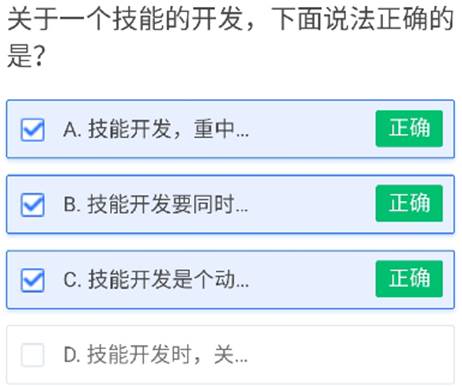 关于一个技能的开发，下面说法正确的
是？
A. 技能开发，重中... 正确
B. 技能开发要同时... 正确
C. 技能开发是个动... 正确
D. 技能开发时，关...